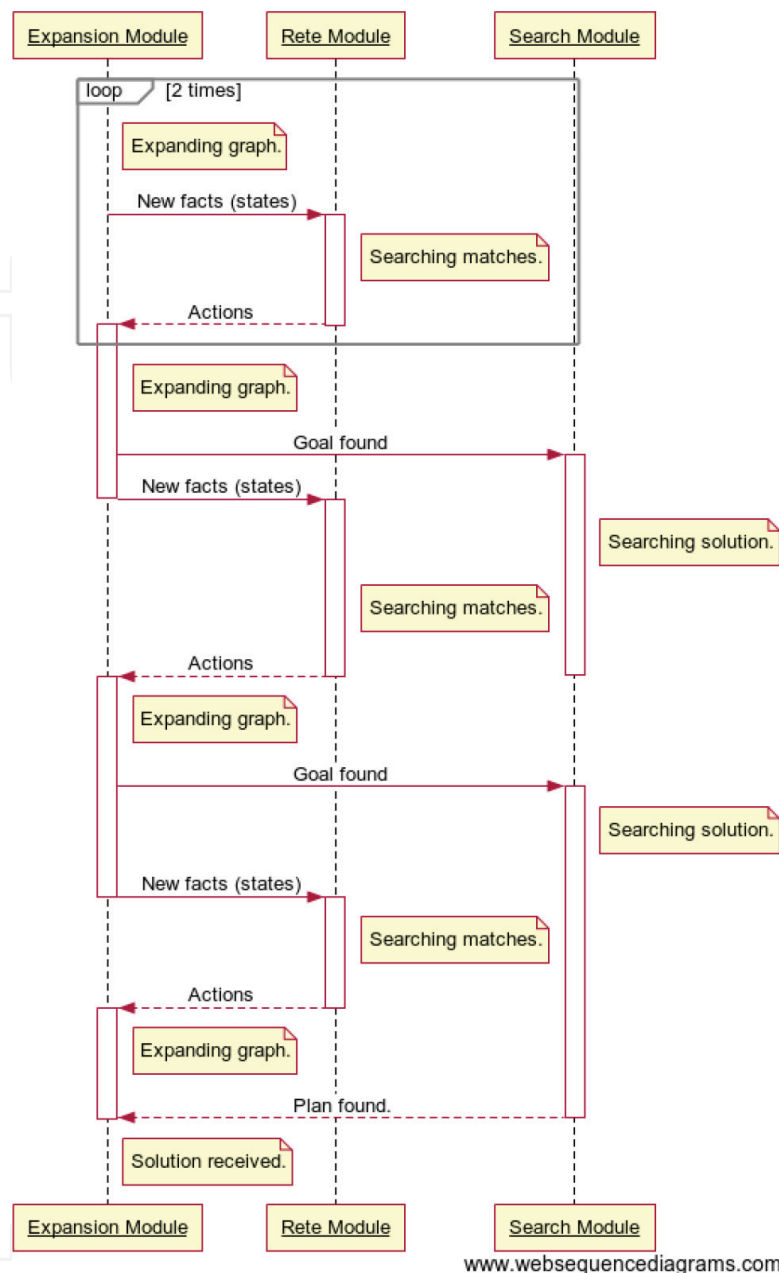 Expansion Module
Rete Module
Search Module
loop
[2 times]
Expanding graph.
New facts (states)
Searching matches.
Actions
Expanding graph.
Goal found
New facts (states)
Searching solution.
Searching matches.
Actions
Expanding graph.
Goal found
Searching solution.
New facts (states)
Searching matches.
Actions
Expanding graph.
Plan found.
Solution received.
Expansion Module
Rete Module
Search Module
www.websequencediagrams.com